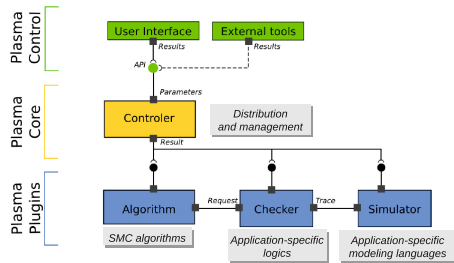 Plasma
Control
User Interface
External tools
Results
Results
API
Parameters
Plasma
Core
Controler
Distribution
and management
Result
Plasma
Plugins
Algorithm
Request
Checker
Trace
Simulator
SMC algorithms
Application-specific
logics
Application-specific
modeling languages